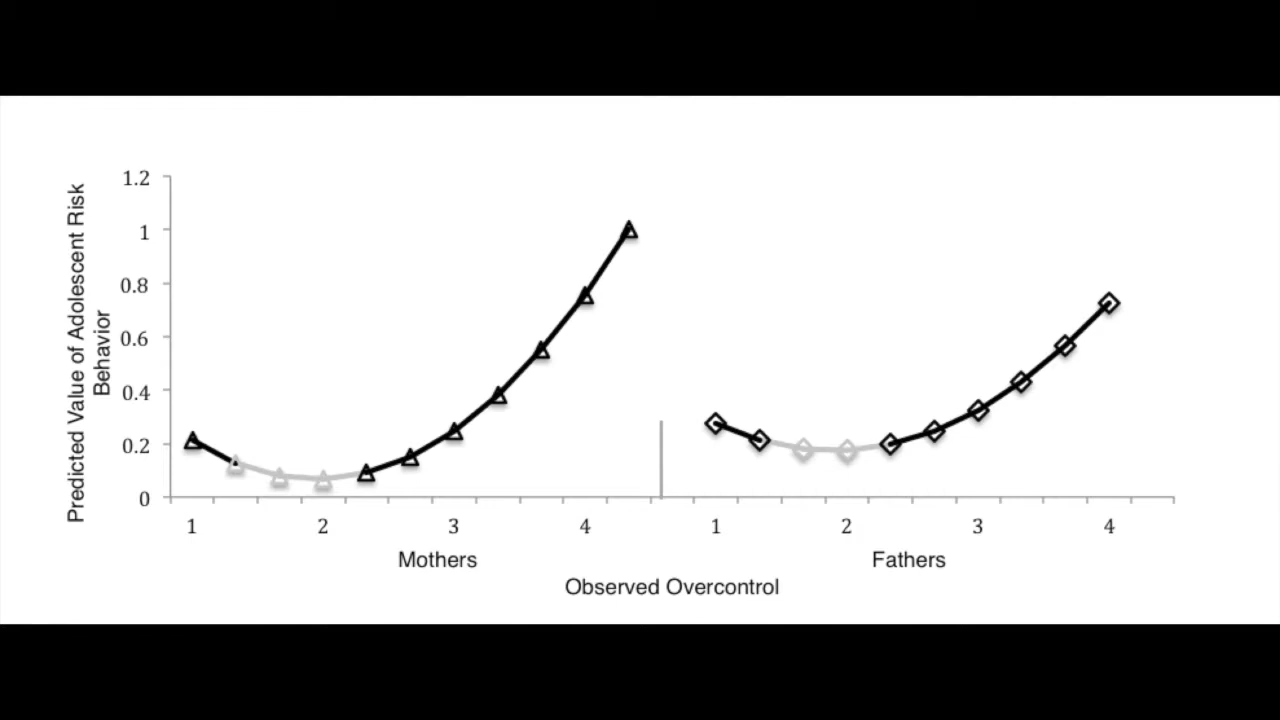 Predicted Value of Adolescent Risk
Behavior
1.2
1
0.8
0.6
0.4
0.2
0
1 2 3 4 1 2 3 4
Mothers Fathers
Observed Overcontrol